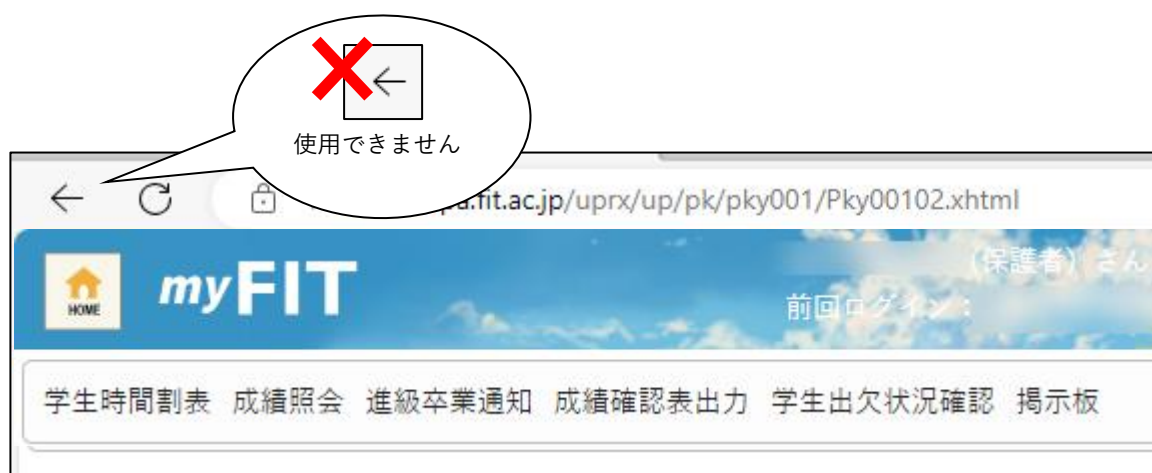 使用できません
.fit.ac.jp/uprx/up/pk/pky001/Pky00102.xhtml
HOME
myFIT
(保護者) さん
前回ログイン:
学生時間割表 成績照会 進級卒業通知 成績確認表出力 学生出欠状況確認 掲示板